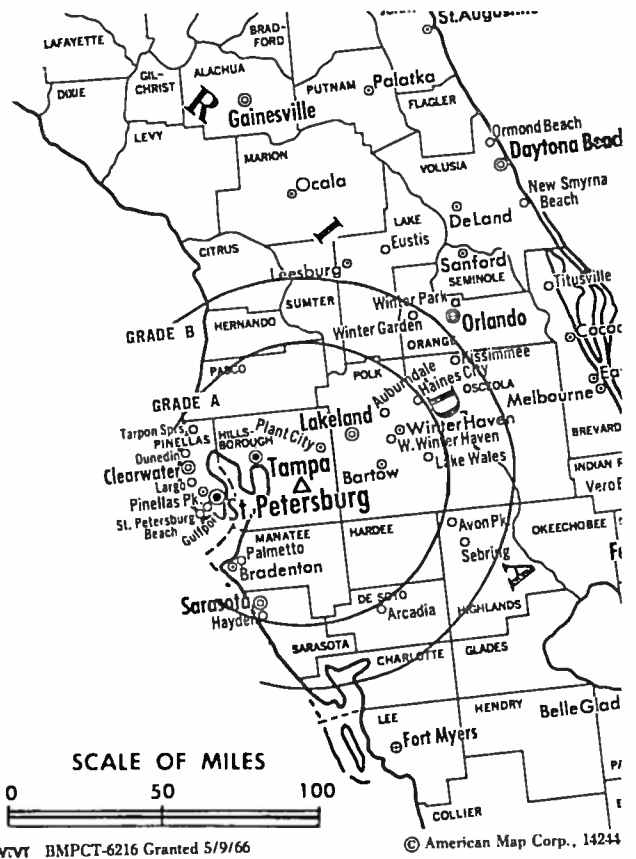 St. Augustine
LAFAYETTE
BRAD-
FORD
GIL-
CHRIST
ALACHUA
DIXIE
PUTNAM
Palatka
R
Gainesville
FLAGLER
LEVY
Ormond Beach
MARION
Daytona Beach
VOLUSIA
Ocala
New Smyrna
Beach
LAKE
DeLand
I
Eustis
CITRUS
Sanford
Leesburg
SEMINOLE
Titusville
SUMTER
Winter Park
GRADE B
HERNANDO
Winter Garden
Orlando
Cocoa
ORANGE
Kissimmee
PASCO
POLK
Auburndale
Haines City
OSCEOLA
D
Melbourne
Ea
GRADE A
Lakeland
Tarpon Sprs.
PINELLAS
HILLS-
BOROUGH
Plant City
Winter Haven
BREVARD
Dunedin
W. Winter Haven
Clearwater
Tampa
Bartow
Lake Wales
INDIAN R
Largo
Pinellas Pk.
St. Petersburg
Vero B
St. Petersburg
Beach
Gulfport
MANATEE
HARDEE
Avon Pk.
OKEECHOBEE
Palmetto
Sebring
Bradenton
A
Sarasota
DE SOTO
Arcadia
HIGHLANDS
Hayden
SARASOTA
CHARLOTTE
GLADES
LEE
HENDRY
Belle Glad
Fort Myers
SCALE OF MILES
0 50 100
COLLIER
WTVT BMPCT-6216 Granted 5/9/66
© American Map Corp., 14244